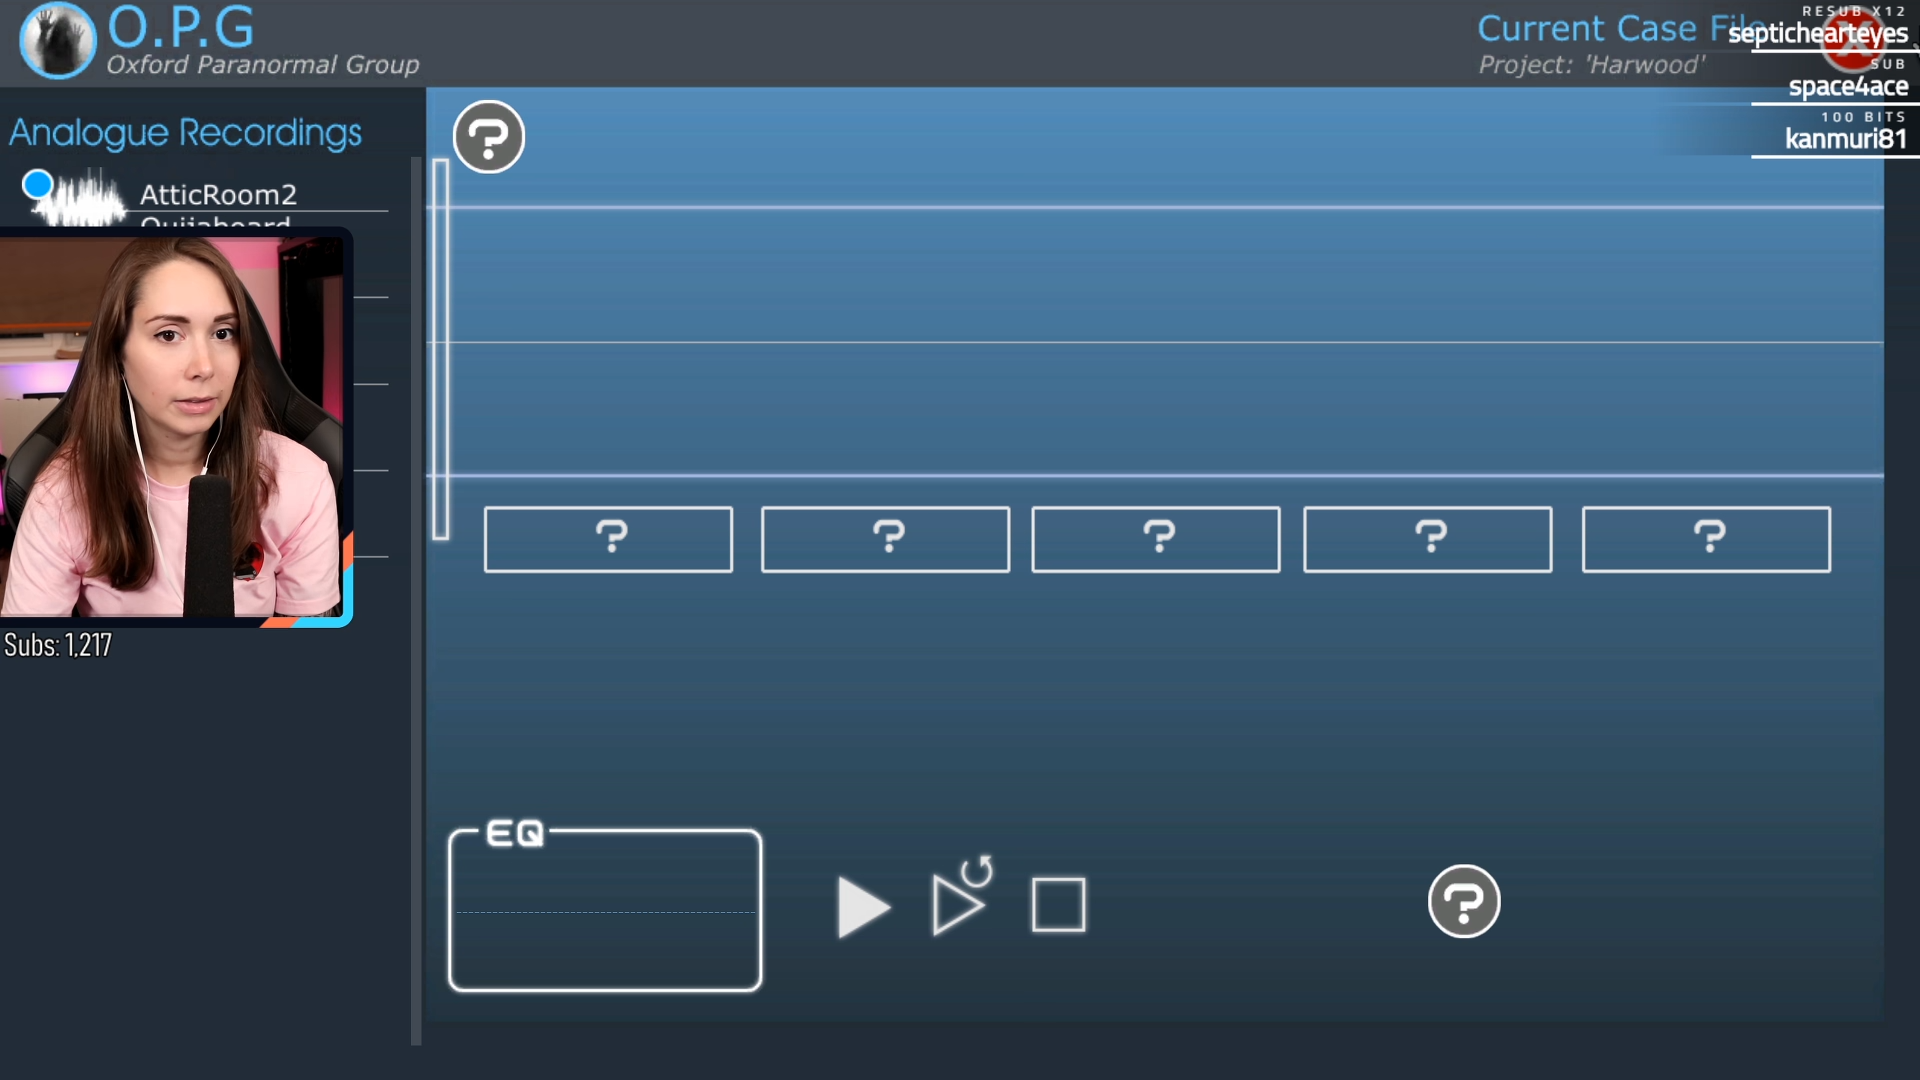 O.P.G
Oxford Paranormal Group
Current Case File
Project: 'Harwood'
RESUB X12
septichearteyes
SUB
space4ace
100 BITS
kanmuri81
Analogue Recordings
AtticRoom2
Ouijaboard
?
? ? ? ? ?
Subs: 1,217
EQ
?